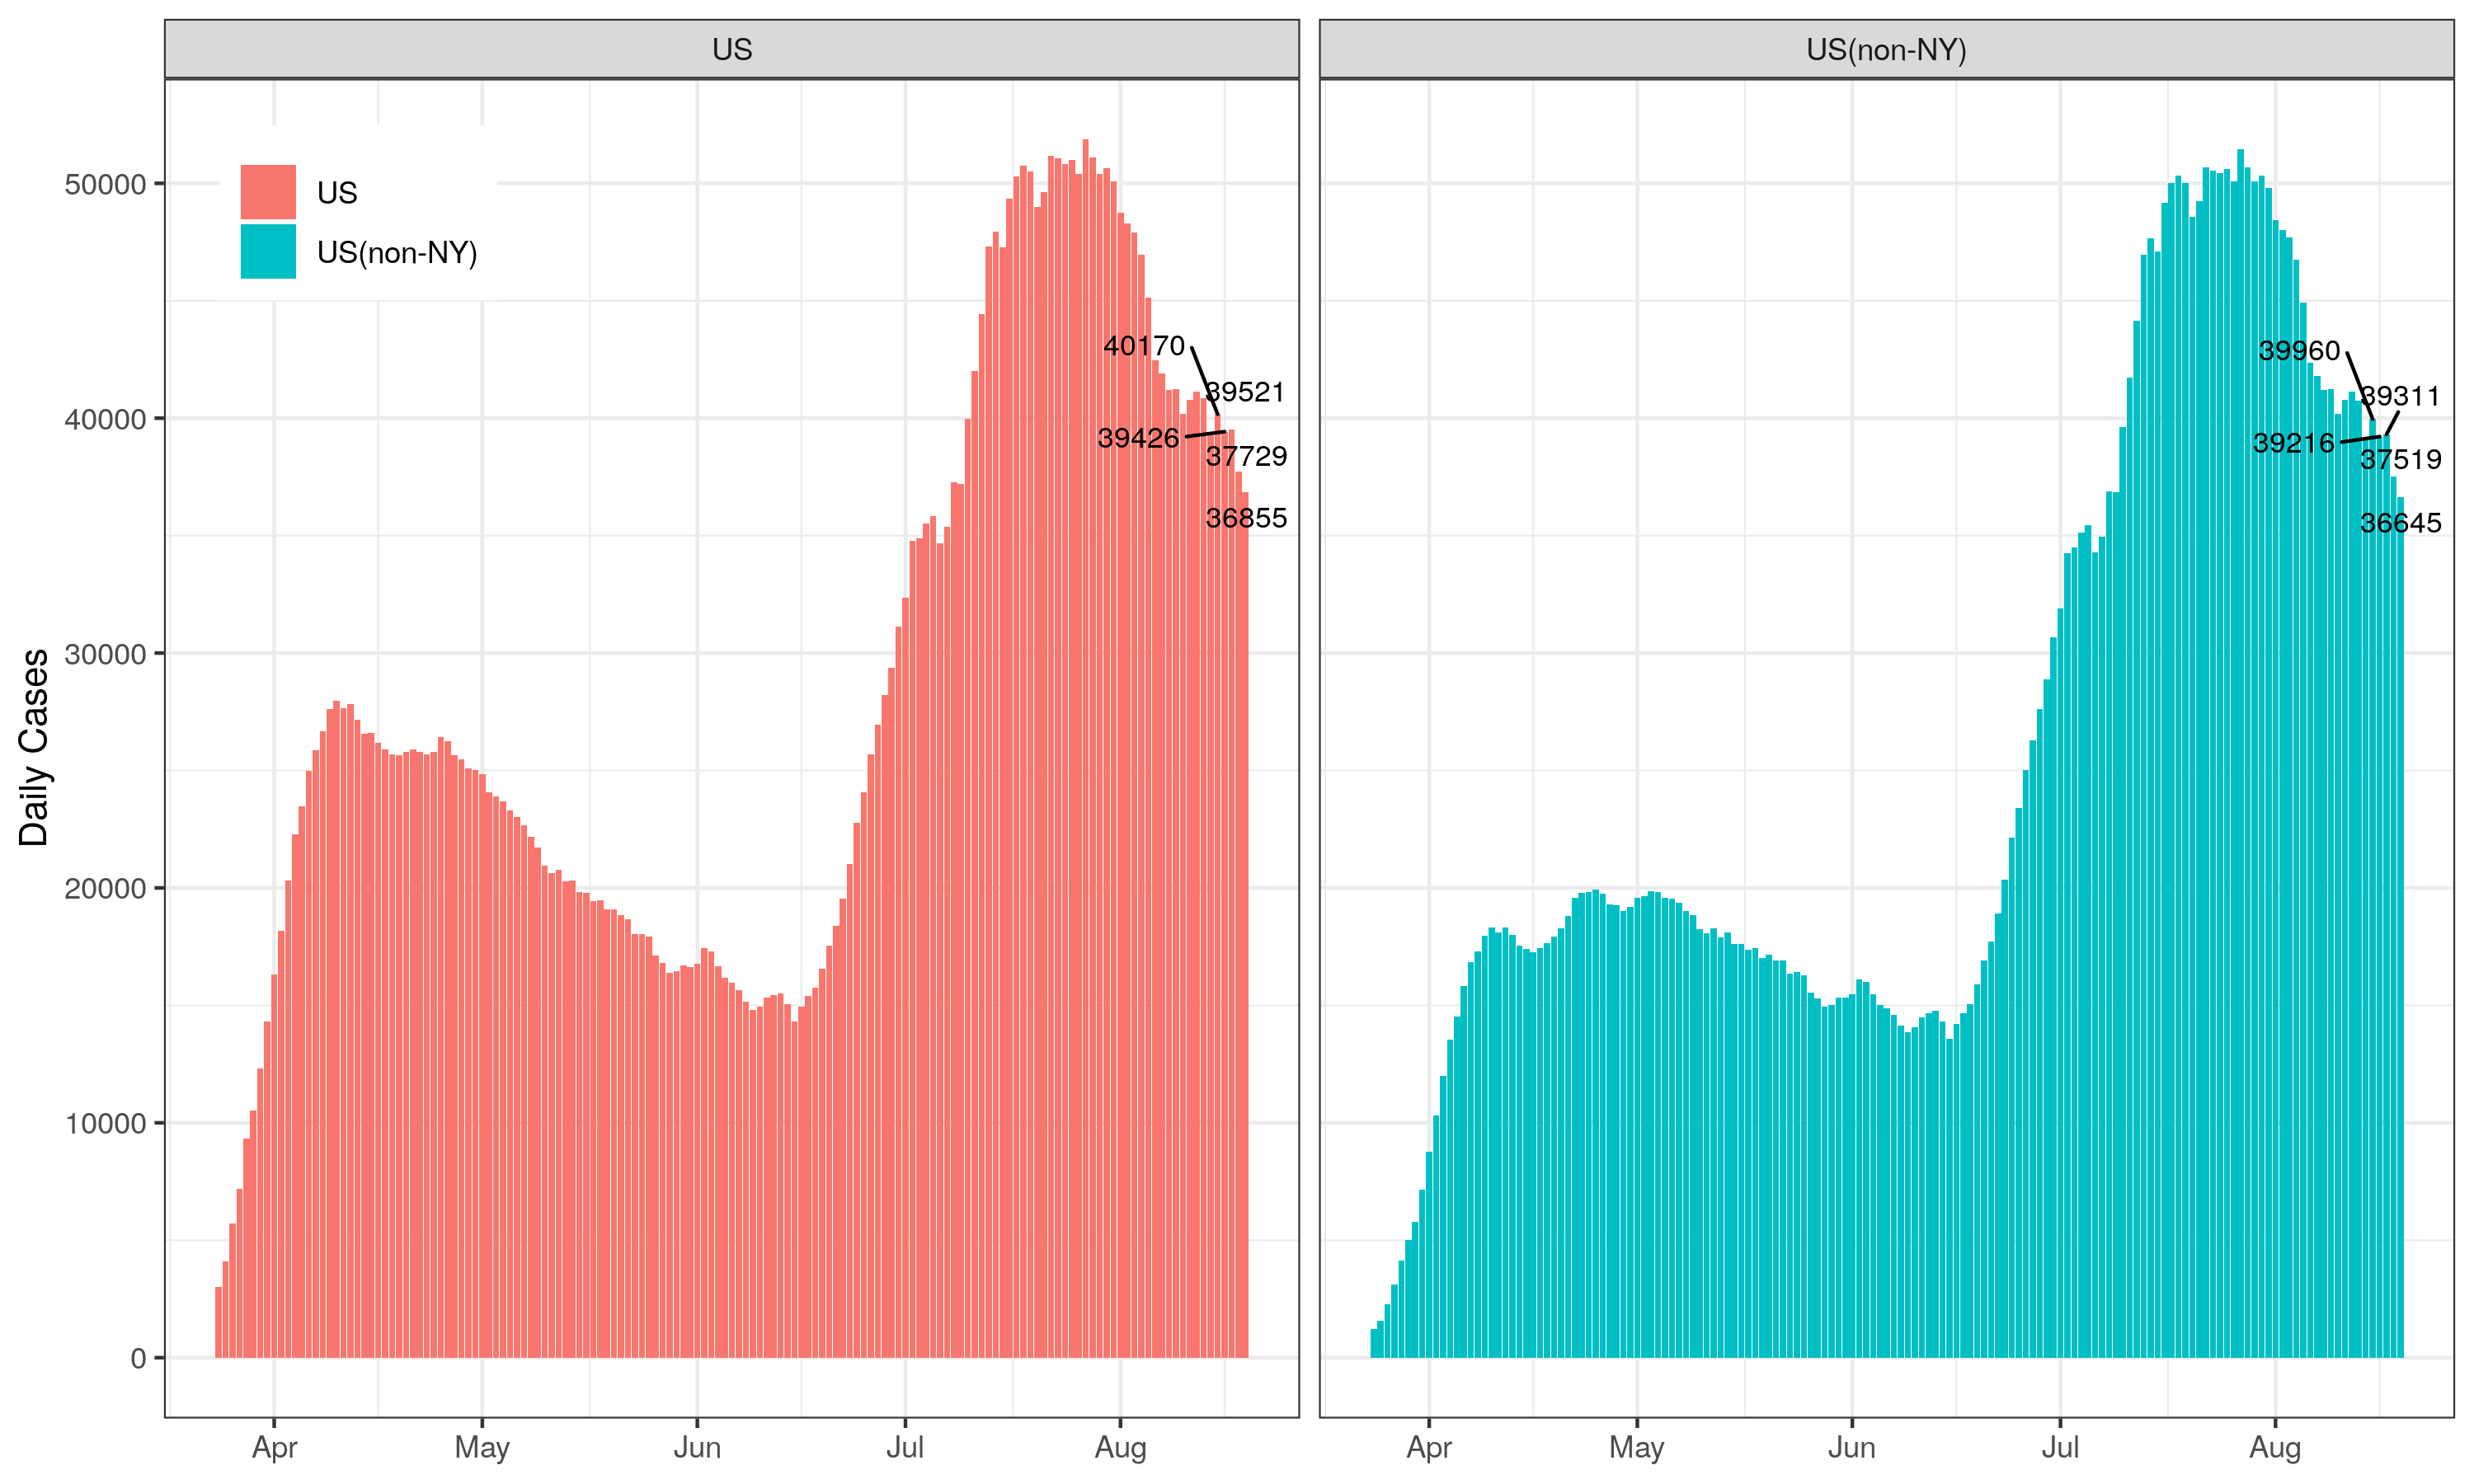 US
US(non-NY)
US
US(non-NY)
Daily Cases
50000
40000
30000
20000
10000
0
40170
39521
39426
37729
36855
39960
39311
39216
37519
36645
Apr May Jun Jul Aug
Apr May Jun Jul Aug